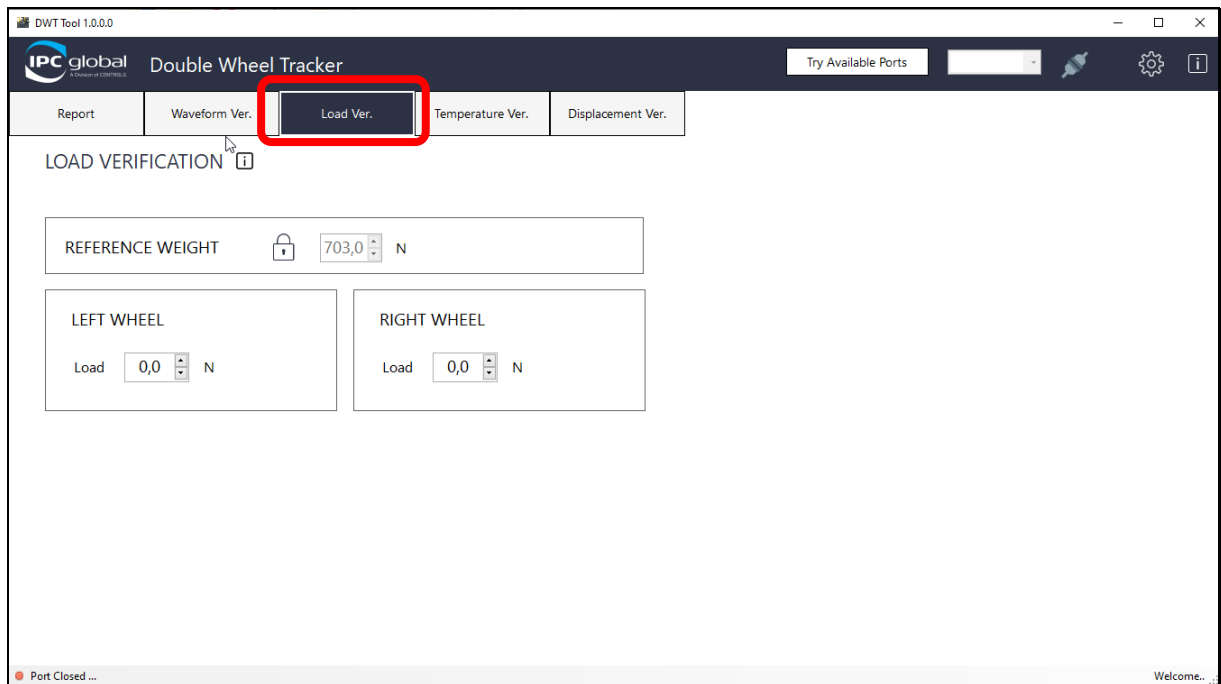 DWT Tool 1.0.0.0
IPC global
A Division of CONTROLS
Double Wheel Tracker
Try Available Ports
Report
Waveform Ver.
Load Ver.
Temperature Ver.
Displacement Ver.
LOAD VERIFICATION
REFERENCE WEIGHT 703,0 N
LEFT WHEEL
Load 0,0 N
RIGHT WHEEL
Load 0,0 N
Port Closed ...
Welcome..